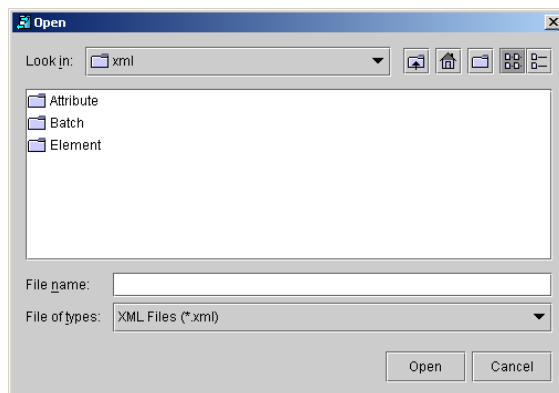 Open
Look in: xml
Attribute
Batch
Element
File name:
File of types: XML Files (*.xml)
Open Cancel